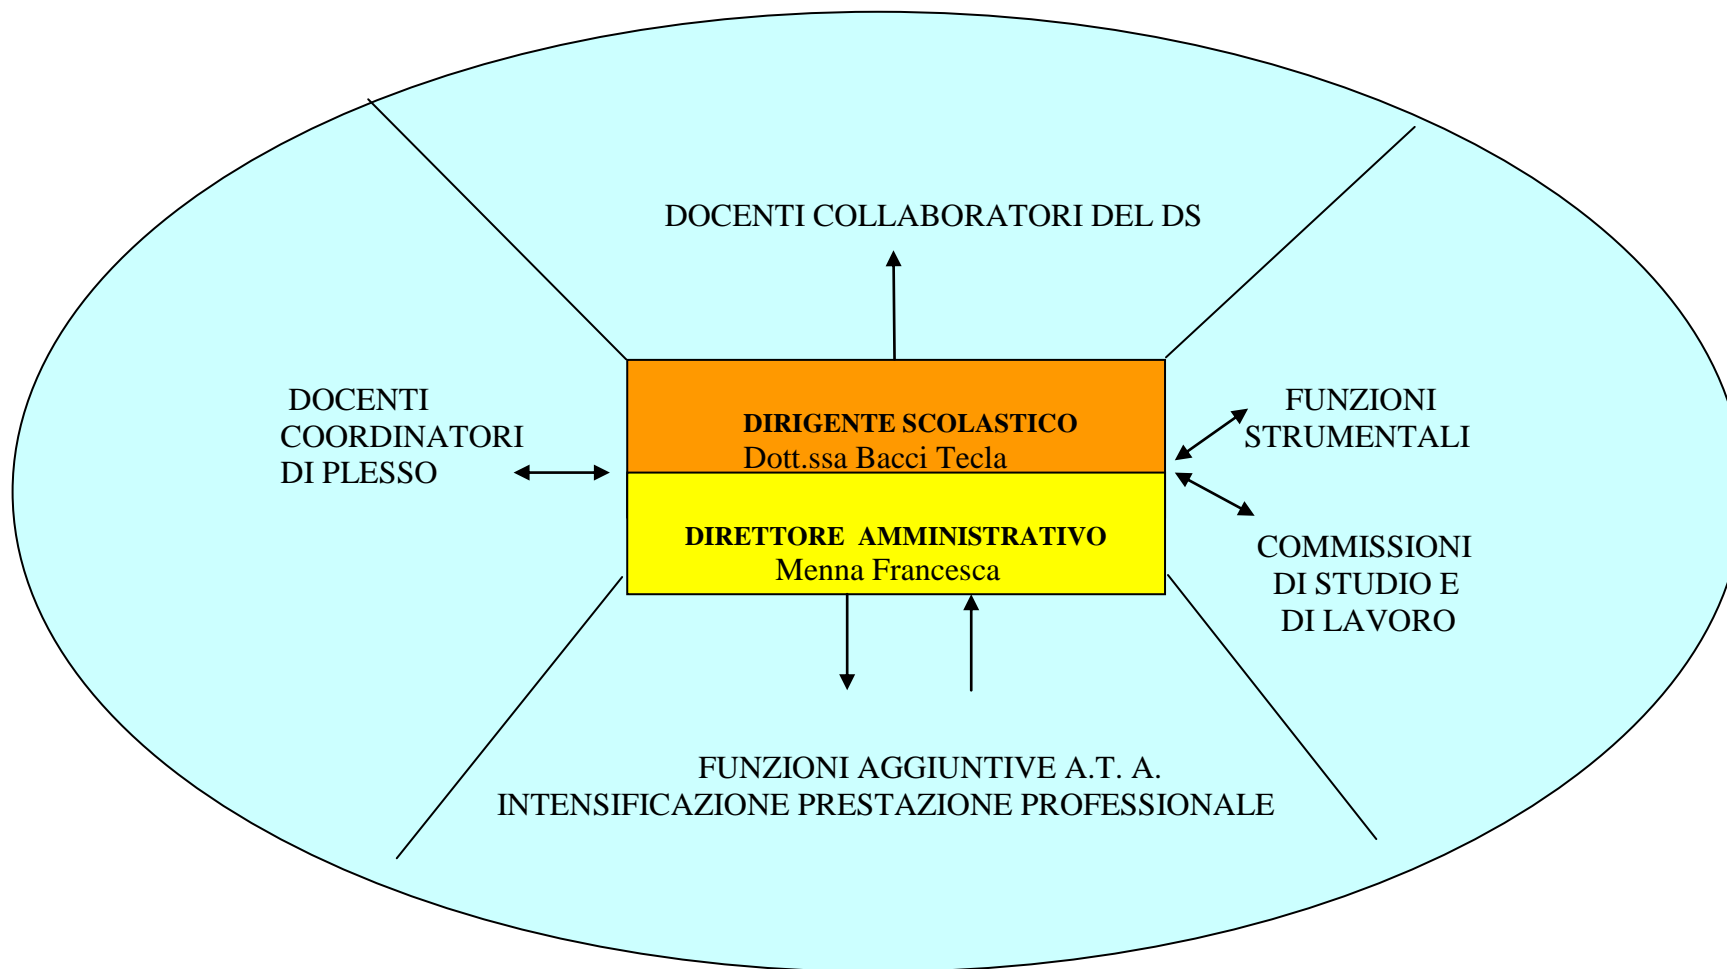 DOCENTI COLLABORATORI DEL DS
DOCENTI
COORDINATORI
DI PLESSO
DIRIGENTE SCOLASTICO
Dott.ssa Bacci Tecla
DIRETTORE  AMMINISTRATIVO
Menna Francesca
FUNZIONI
STRUMENTALI
COMMISSIONI
DI STUDIO E
DI LAVORO
FUNZIONI AGGIUNTIVE A.T. A.
INTENSIFICAZIONE PRESTAZIONE PROFESSIONALE